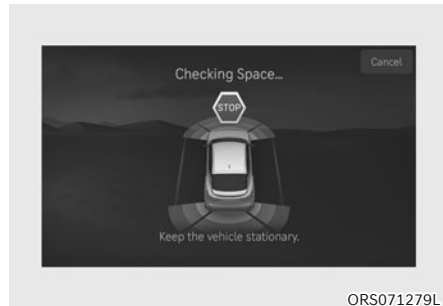 Cancel
Checking Space...
STOP
Keep the vehicle stationary.
ORS071279L